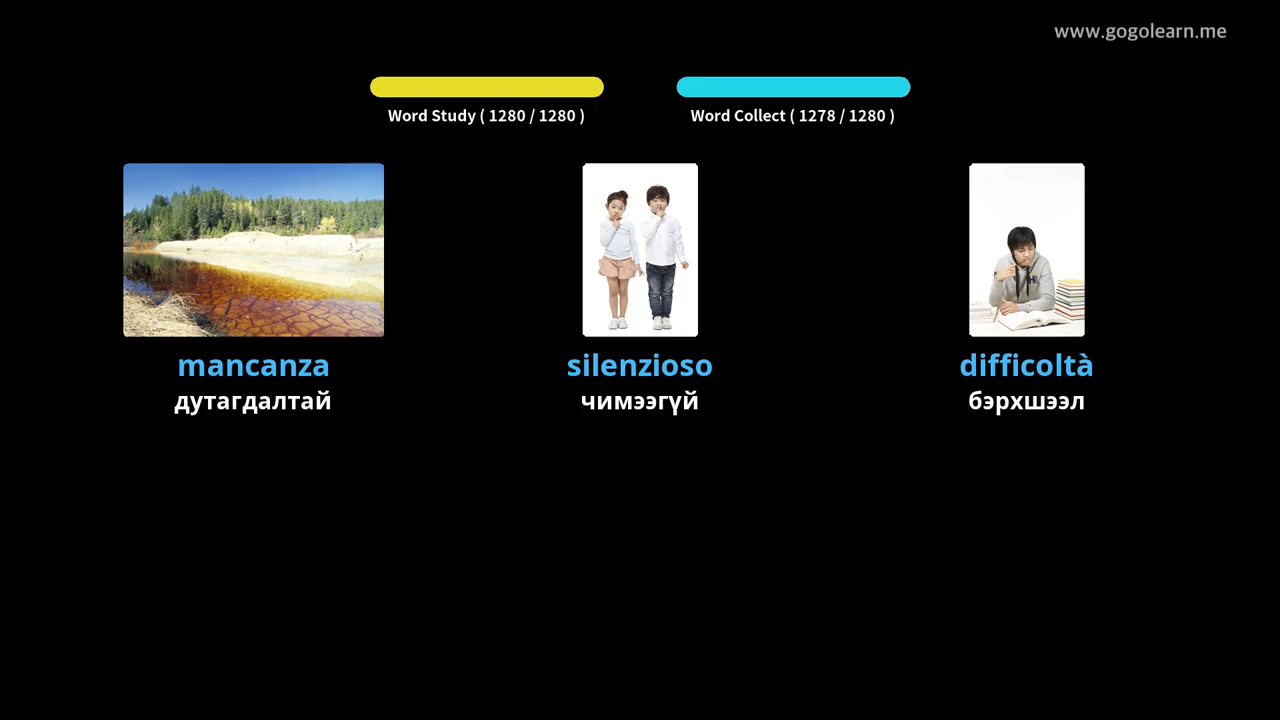 www.gogolearn.me
Word Study ( 1280 / 1280 )
Word Collect ( 1278 / 1280 )
mancanza
дутагдалтай
silenzioso
чимээгүй
difficoltà
бэрхшээл